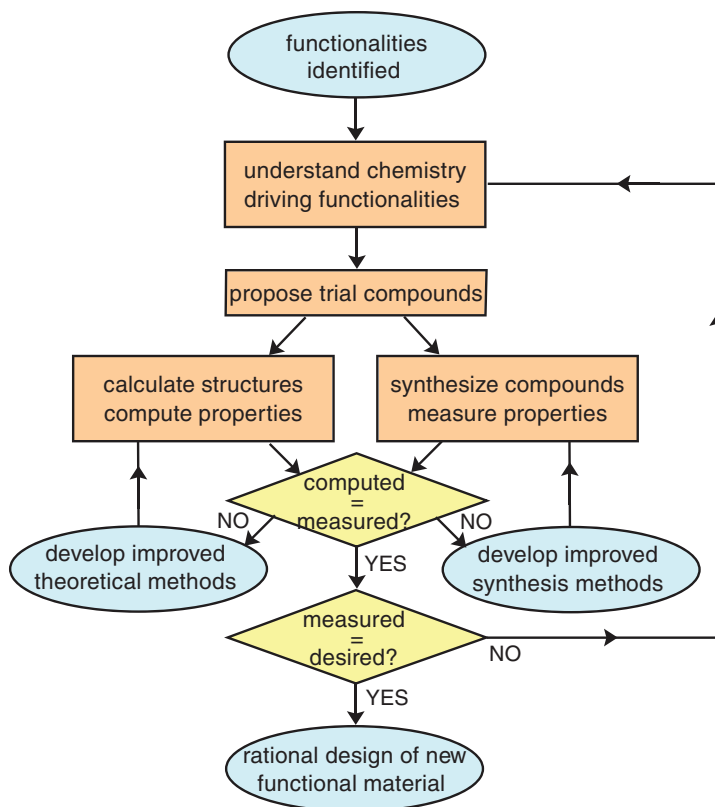 functionalities
identified
understand chemistry
driving functionalities
propose trial compounds
calculate structures
compute properties
synthesize compounds
measure properties
computed
=
measured?
NO
NO
develop improved
theoretical methods
develop improved
synthesis methods
YES
measured
=
desired?
NO
YES
rational design of new
functional material